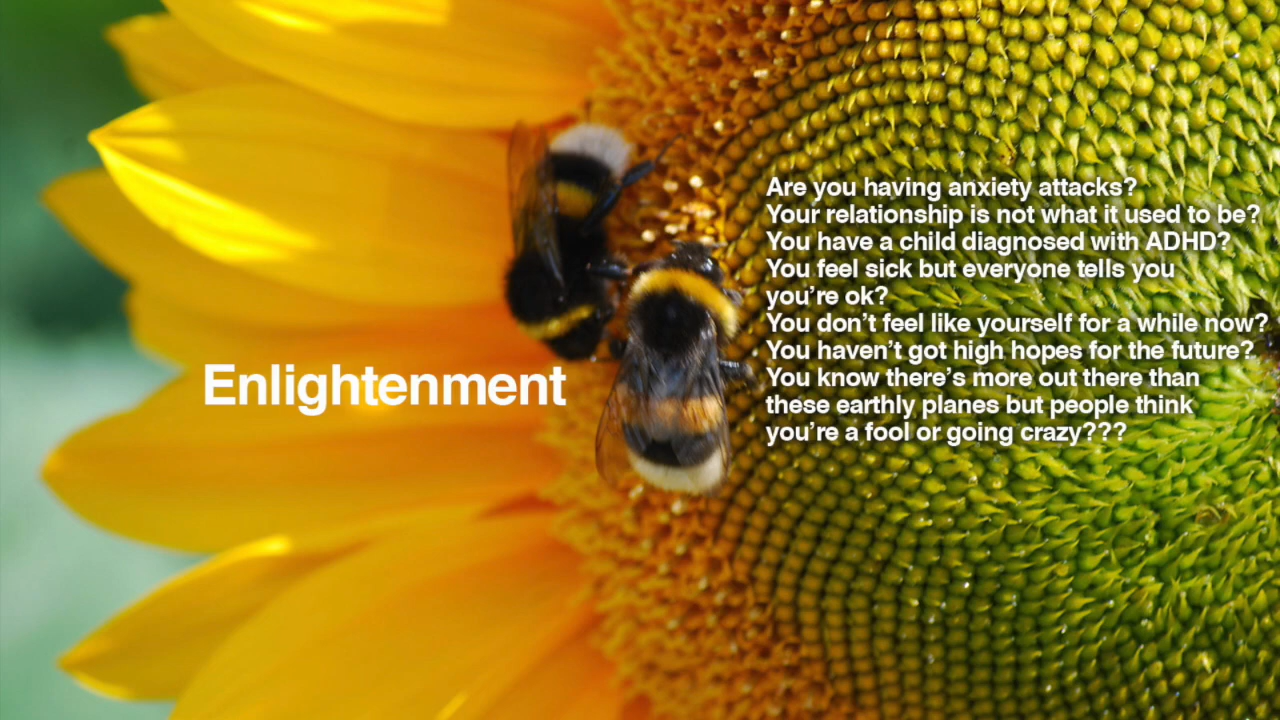 Enlightenment
Are you having anxiety attacks?
Your relationship is not what it used to be?
You have a child diagnosed with ADHD?
You feel sick but everyone tells you
you’re ok?
You don’t feel like yourself for a while now?
You haven’t got high hopes for the future?
You know there’s more out there than
these earthly planes but people think
you’re a fool or going crazy???